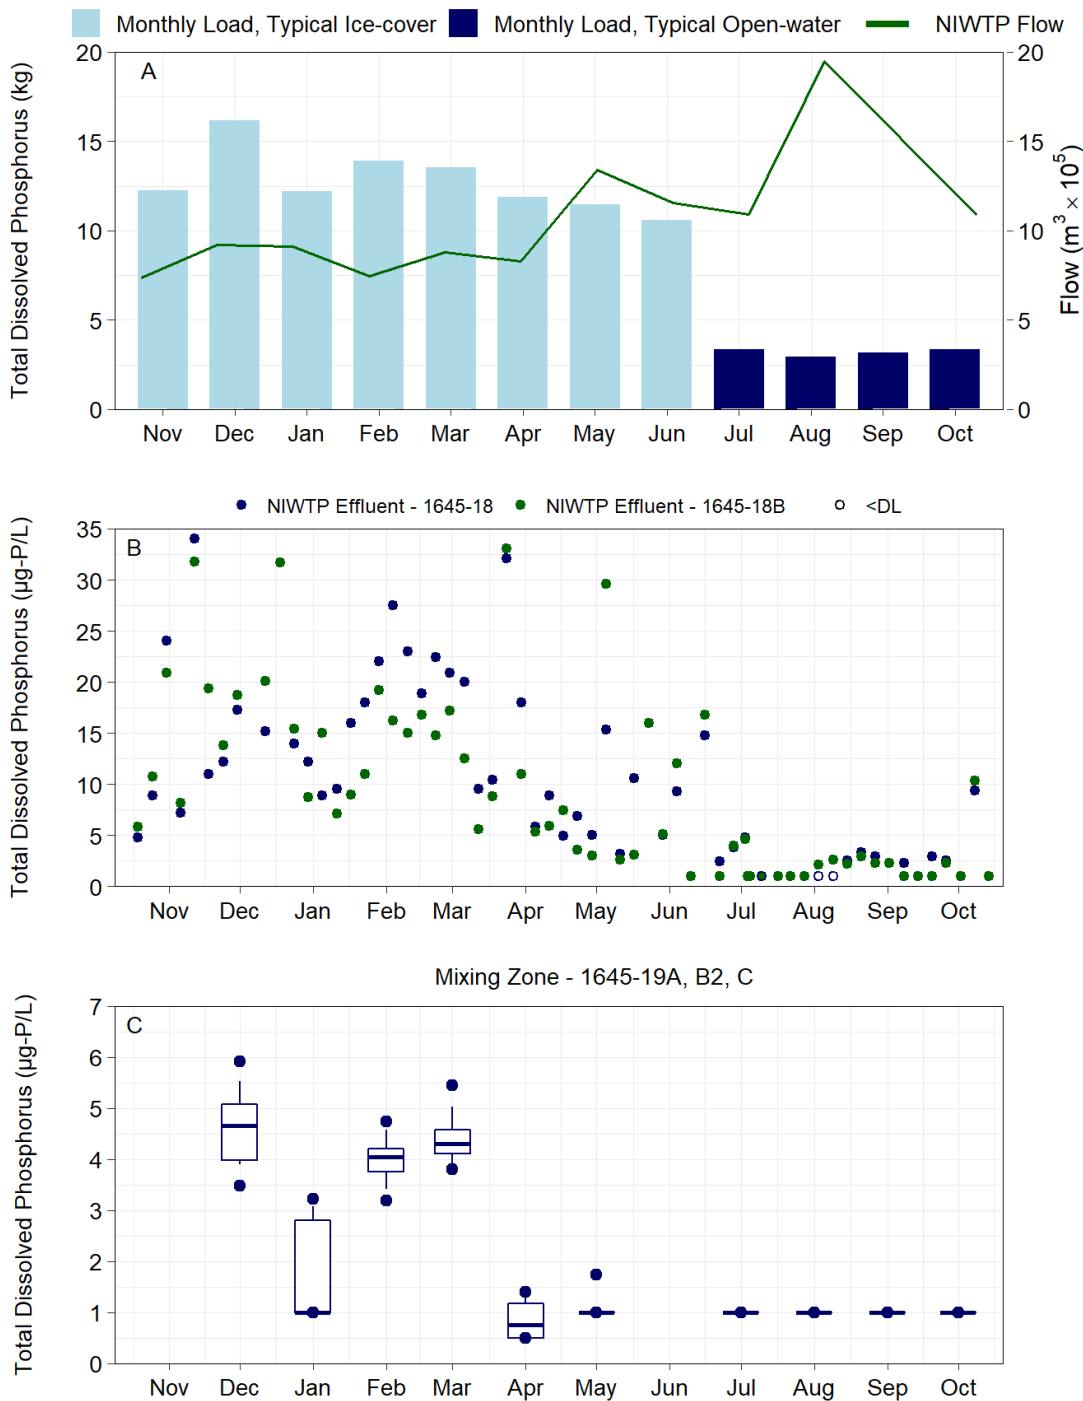 Monthly Load, Typical Ice-cover Monthly Load, Typical Open-water NIWTP Flow
A
Total Dissolved Phosphorus (kg)
20
15
10
5
0
20
15
10
5
0
Flow (m³ × 10⁵)
Nov Dec Jan Feb Mar Apr May Jun Jul Aug Sep Oct
NIWTP Effluent - 1645-18 NIWTP Effluent - 1645-18B <DL
B
Total Dissolved Phosphorus (µg-P/L)
35
30
25
20
15
10
5
0
Nov Dec Jan Feb Mar Apr May Jun Jul Aug Sep Oct
Mixing Zone - 1645-19A, B2, C
C
Total Dissolved Phosphorus (µg-P/L)
7
6
5
4
3
2
1
0
Nov Dec Jan Feb Mar Apr May Jun Jul Aug Sep Oct